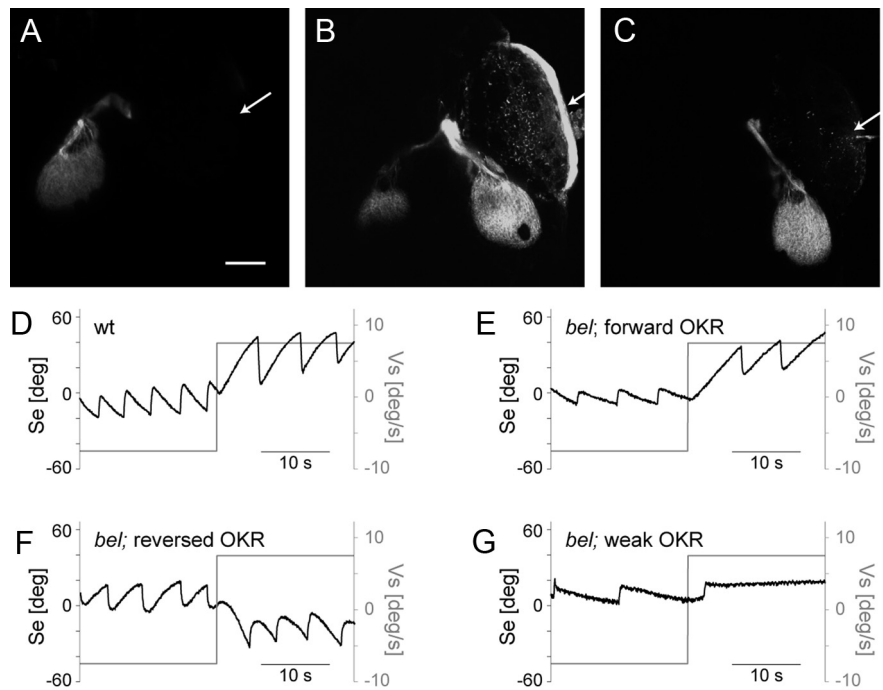 A
B
C
D
wt
60
0
-60
Se [deg]
10
0
-10
Vs [deg/s]
10 s
E
bel; forward OKR
60
0
-60
Se [deg]
10
0
-10
Vs [deg/s]
10 s
F
bel; reversed OKR
60
0
-60
Se [deg]
10
0
-10
Vs [deg/s]
10 s
G
bel; weak OKR
60
0
-60
Se [deg]
10
0
-10
Vs [deg/s]
10 s